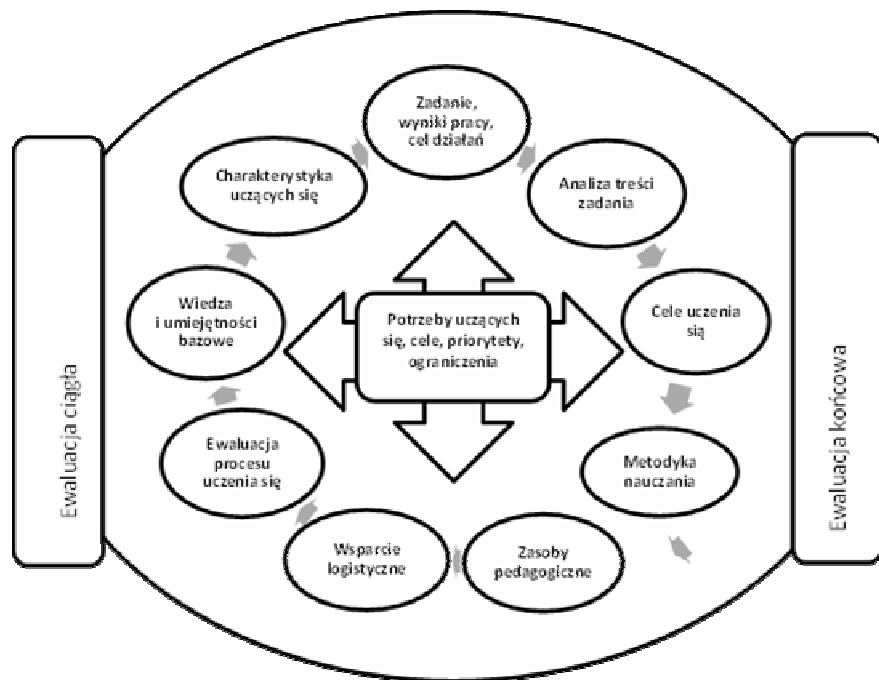 Zadanie,
wyniki pracy,
cel działań
Analiza treści
zadania
Cele uczenia
sią
Metodyka
nauczania
Zasoby
pedagogiczne
Wsparcie
logistyczne
Ewaluacja
procesu
uczenia się
Wiedza
i umiejętności
bazowe
Charakterystyka
uczących się
Potrzeby uczących
się, cele, priorytety,
ograniczenia
Ewaluacja ciągła
Ewaluacja końcowa